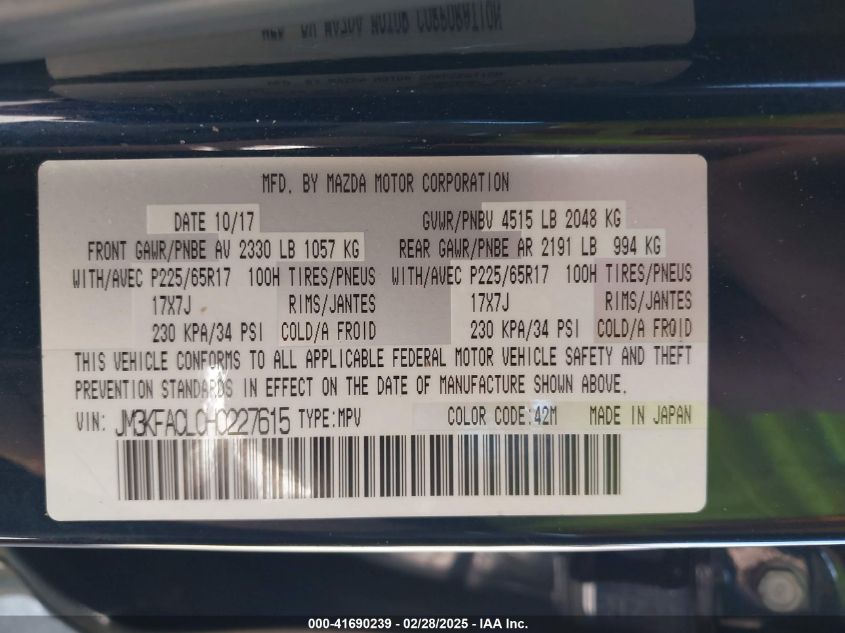 MFD. BY MAZDA MOTOR CORPORATION
DATE 10/17 GVWR/PNBV 4515 LB 2048 KG
FRONT GAWR/PNBE AV 2330 LB 1057 KG REAR GAWR/PNBE AR 2191 LB 994 KG
WITH/AVEC P225/65R17 100H TIRES/PNEUS WITH/AVEC P225/65R17 100H TIRES/PNEUS
17X7J RIMS/JANTES 17X7J RIMS/JANTES
230 KPA/34 PSI COLD/A FROID 230 KPA/34 PSI COLD/A FROID
THIS VEHICLE CONFORMS TO ALL APPLICABLE FEDERAL MOTOR VEHICLE SAFETY AND THEFT
PREVENTION STANDARDS IN EFFECT ON THE DATE OF MANUFACTURE SHOWN ABOVE.
VIN: JM3KFACL0H0227615 TYPE:MPV COLOR CODE:42M MADE IN JAPAN
000-41690239 - 02/28/2025 - IAA Inc.